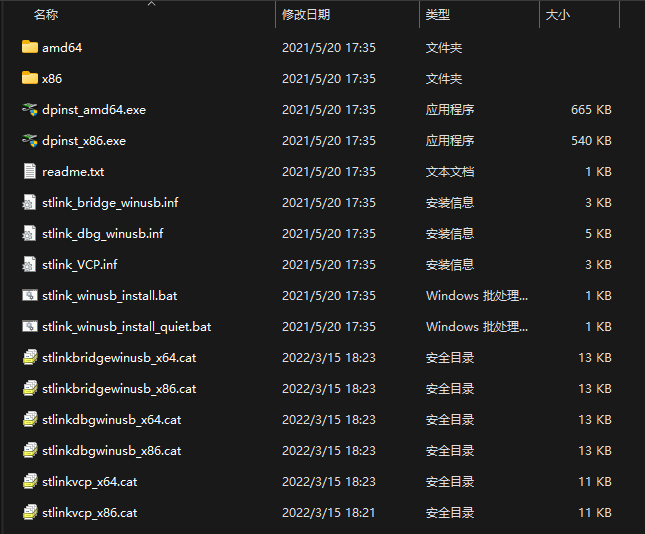 名称 修改日期 类型 大小
amd64 2021/5/20 17:35 文件夹
x86 2021/5/20 17:35 文件夹
dpinst_amd64.exe 2021/5/20 17:35 应用程序 665 KB
dpinst_x86.exe 2021/5/20 17:35 应用程序 540 KB
readme.txt 2021/5/20 17:35 文本文档 1 KB
stlink_bridge_winusb.inf 2021/5/20 17:35 安装信息 3 KB
stlink_dbg_winusb.inf 2021/5/20 17:35 安装信息 5 KB
stlink_VCP.inf 2021/5/20 17:35 安装信息 3 KB
stlink_winusb_install.bat 2021/5/20 17:35 Windows 批处理... 1 KB
stlink_winusb_install_quiet.bat 2021/5/20 17:35 Windows 批处理... 1 KB
stlinkbridgewinusb_x64.cat 2022/3/15 18:23 安全目录 13 KB
stlinkbridgewinusb_x86.cat 2022/3/15 18:23 安全目录 13 KB
stlinkdbgwinusb_x64.cat 2022/3/15 18:23 安全目录 13 KB
stlinkdbgwinusb_x86.cat 2022/3/15 18:23 安全目录 13 KB
stlinkvcp_x64.cat 2022/3/15 18:23 安全目录 11 KB
stlinkvcp_x86.cat 2022/3/15 18:21 安全目录 11 KB